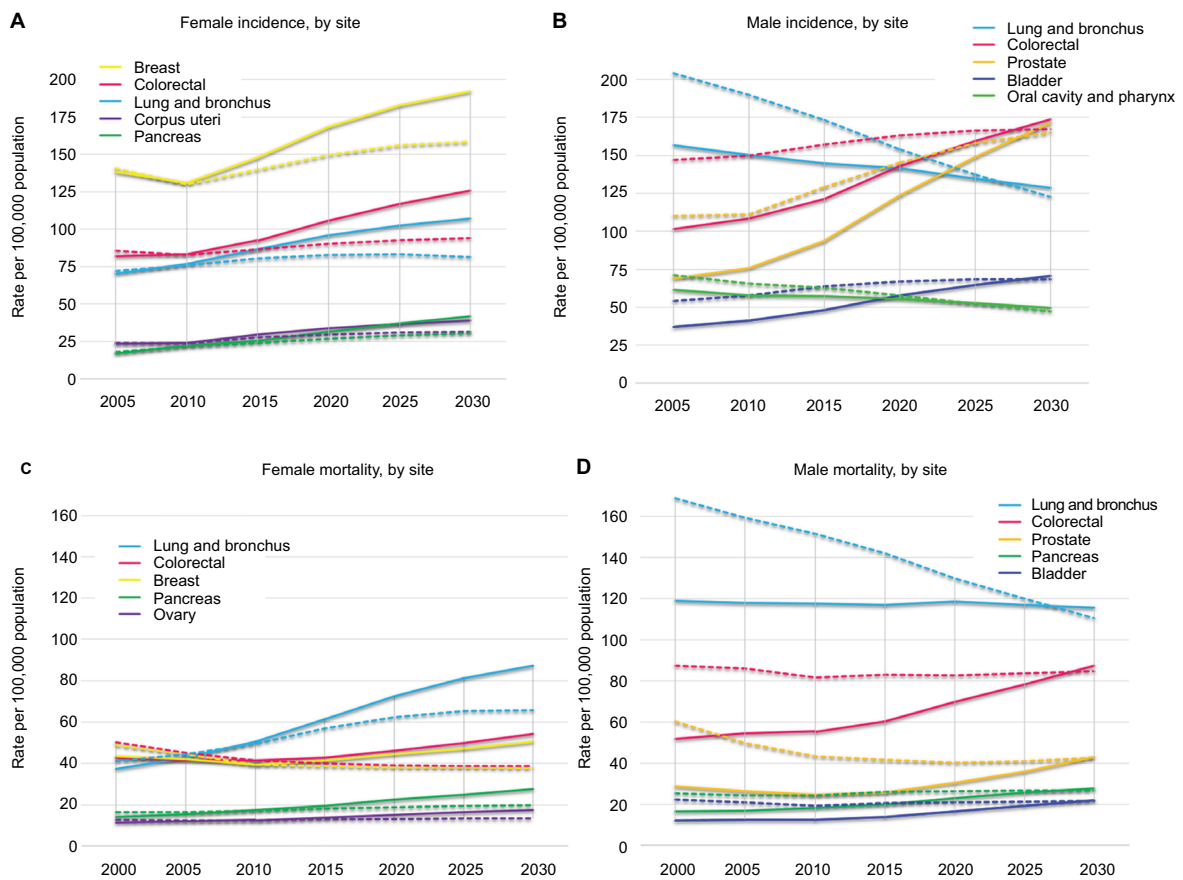 A
Female incidence, by site
Breast
Colorectal
Lung and bronchus
Corpus uteri
Pancreas
Rate per 100,000 population
200
175
150
125
100
75
50
25
0
2005 2010 2015 2020 2025 2030
B
Male incidence, by site
Lung and bronchus
Colorectal
Prostate
Bladder
Oral cavity and pharynx
Rate per 100,000 population
200
175
150
125
100
75
50
25
0
2005 2010 2015 2020 2025 2030
C
Female mortality, by site
Lung and bronchus
Colorectal
Breast
Pancreas
Ovary
Rate per 100,000 population
160
140
120
100
80
60
40
20
0
2000 2005 2010 2015 2020 2025 2030
D
Male mortality, by site
Lung and bronchus
Colorectal
Prostate
Pancreas
Bladder
Rate per 100,000 population
160
140
120
100
80
60
40
20
0
2000 2005 2010 2015 2020 2025 2030